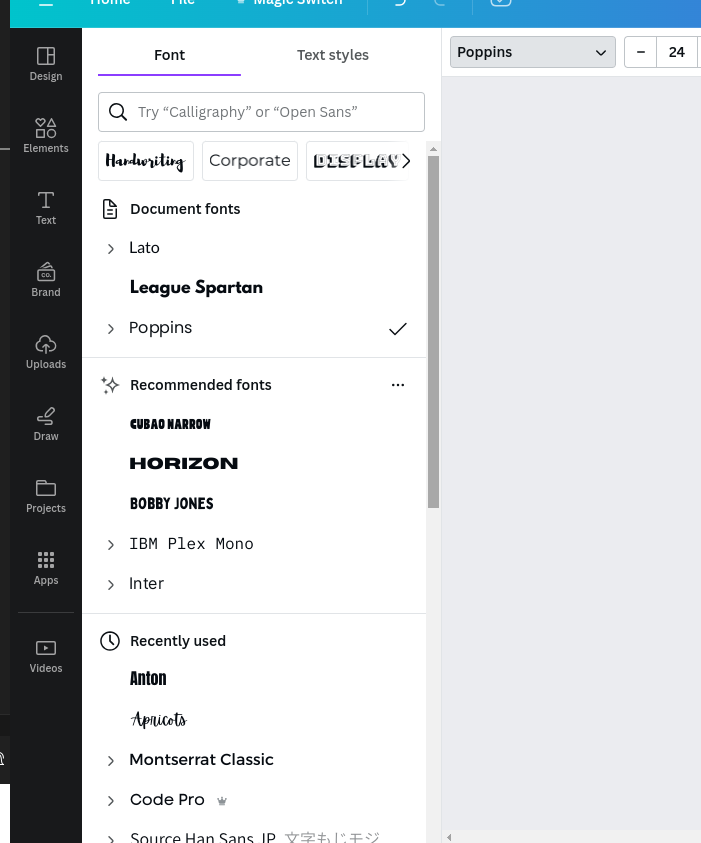 Home File Magic Switch
Font Text styles
Poppins − 24
Try “Calligraphy” or “Open Sans”
Handwriting Corporate DISPLAY
Document fonts
Lato
League Spartan
Poppins
Recommended fonts
CUBAO NARROW
HORIZON
BOBBY JONES
IBM Plex Mono
Inter
Recently used
Anton
Apricots
Montserrat Classic
Code Pro
Source Han Sans JP 文字もじモジ
Design
Elements
Text
CO.
Brand
Uploads
Draw
Projects
Apps
Videos